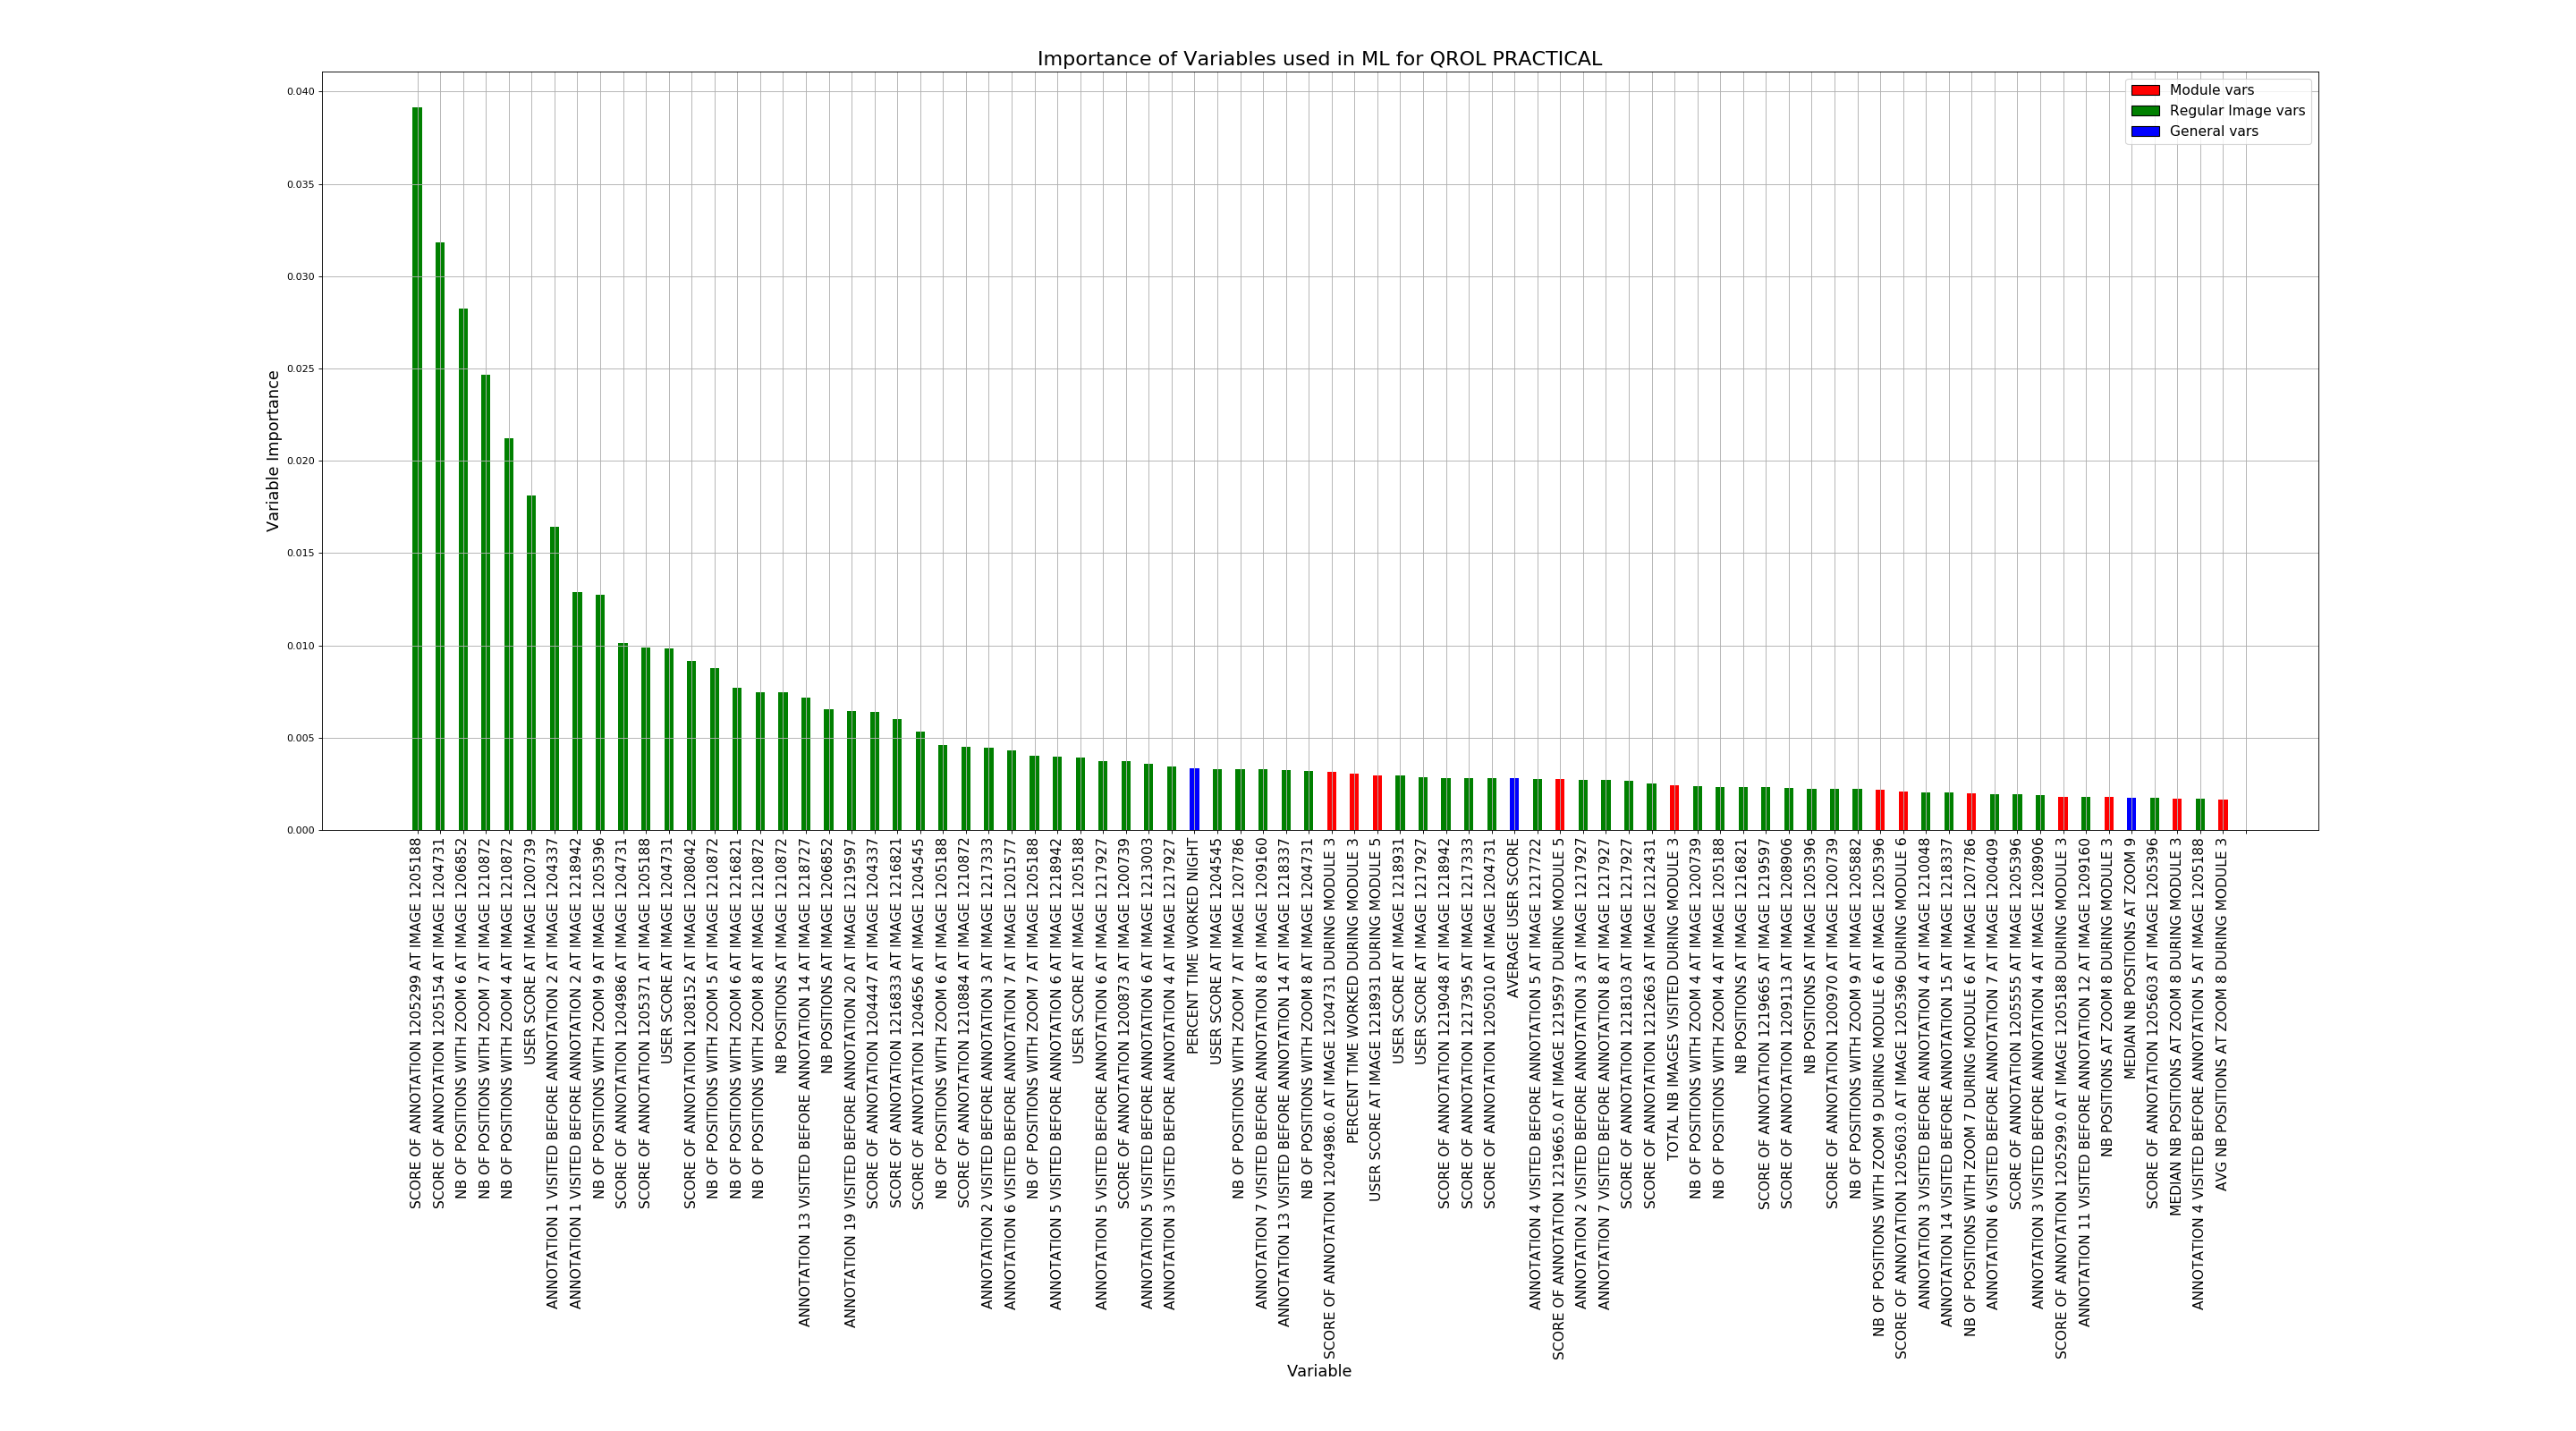 Importance of Variables used in ML for QROL PRACTICAL
Module vars
Regular Image vars
General vars
Variable Importance
0.040
0.035
0.030
0.025
0.020
0.015
0.010
0.005
0.000
SCORE OF ANNOTATION 1205299 AT IMAGE 1205188
SCORE OF ANNOTATION 1205154 AT IMAGE 1204731
NB OF POSITIONS WITH ZOOM 6 AT IMAGE 1206852
NB OF POSITIONS WITH ZOOM 7 AT IMAGE 1210872
NB OF POSITIONS WITH ZOOM 4 AT IMAGE 1210872
USER SCORE AT IMAGE 1200739
ANNOTATION 1 VISITED BEFORE ANNOTATION 2 AT IMAGE 1204337
ANNOTATION 1 VISITED BEFORE ANNOTATION 2 AT IMAGE 1218942
NB OF POSITIONS WITH ZOOM 9 AT IMAGE 1205396
SCORE OF ANNOTATION 1204986 AT IMAGE 1204731
SCORE OF ANNOTATION 1205371 AT IMAGE 1205188
USER SCORE AT IMAGE 1204731
SCORE OF ANNOTATION 1208152 AT IMAGE 1208042
NB OF POSITIONS WITH ZOOM 5 AT IMAGE 1210872
NB OF POSITIONS WITH ZOOM 6 AT IMAGE 1216821
NB OF POSITIONS WITH ZOOM 8 AT IMAGE 1210872
NB POSITIONS AT IMAGE 1210872
ANNOTATION 13 VISITED BEFORE ANNOTATION 14 AT IMAGE 1218727
NB POSITIONS AT IMAGE 1206852
ANNOTATION 19 VISITED BEFORE ANNOTATION 20 AT IMAGE 1219597
SCORE OF ANNOTATION 1204447 AT IMAGE 1204337
SCORE OF ANNOTATION 1216833 AT IMAGE 1216821
SCORE OF ANNOTATION 1204656 AT IMAGE 1204545
NB OF POSITIONS WITH ZOOM 6 AT IMAGE 1205188
SCORE OF ANNOTATION 1210884 AT IMAGE 1210872
ANNOTATION 2 VISITED BEFORE ANNOTATION 3 AT IMAGE 1217333
ANNOTATION 6 VISITED BEFORE ANNOTATION 7 AT IMAGE 1201577
NB OF POSITIONS WITH ZOOM 7 AT IMAGE 1205188
ANNOTATION 5 VISITED BEFORE ANNOTATION 6 AT IMAGE 1218942
USER SCORE AT IMAGE 1205188
ANNOTATION 5 VISITED BEFORE ANNOTATION 6 AT IMAGE 1217927
SCORE OF ANNOTATION 1200873 AT IMAGE 1200739
ANNOTATION 5 VISITED BEFORE ANNOTATION 6 AT IMAGE 1213003
ANNOTATION 3 VISITED BEFORE ANNOTATION 4 AT IMAGE 1217927
PERCENT TIME WORKED NIGHT
USER SCORE AT IMAGE 1204545
NB OF POSITIONS WITH ZOOM 7 AT IMAGE 1207786
ANNOTATION 7 VISITED BEFORE ANNOTATION 8 AT IMAGE 1209160
ANNOTATION 13 VISITED BEFORE ANNOTATION 14 AT IMAGE 1218337
NB OF POSITIONS WITH ZOOM 8 AT IMAGE 1204731
SCORE OF ANNOTATION 1204986.0 AT IMAGE 1204731 DURING MODULE 3
PERCENT TIME WORKED DURING MODULE 3
USER SCORE AT IMAGE 1218931 DURING MODULE 5
USER SCORE AT IMAGE 1218931
USER SCORE AT IMAGE 1217927
SCORE OF ANNOTATION 1219048 AT IMAGE 1218942
SCORE OF ANNOTATION 1217395 AT IMAGE 1217333
SCORE OF ANNOTATION 1205010 AT IMAGE 1204731
AVERAGE USER SCORE
ANNOTATION 4 VISITED BEFORE ANNOTATION 5 AT IMAGE 1217722
SCORE OF ANNOTATION 1219665.0 AT IMAGE 1219597 DURING MODULE 5
ANNOTATION 2 VISITED BEFORE ANNOTATION 3 AT IMAGE 1217927
ANNOTATION 7 VISITED BEFORE ANNOTATION 8 AT IMAGE 1217927
SCORE OF ANNOTATION 1218103 AT IMAGE 1217927
SCORE OF ANNOTATION 1212663 AT IMAGE 1212431
TOTAL NB IMAGES VISITED DURING MODULE 3
NB OF POSITIONS WITH ZOOM 4 AT IMAGE 1200739
NB OF POSITIONS WITH ZOOM 4 AT IMAGE 1205188
NB POSITIONS AT IMAGE 1216821
SCORE OF ANNOTATION 1219665 AT IMAGE 1219597
SCORE OF ANNOTATION 1209113 AT IMAGE 1208906
NB POSITIONS AT IMAGE 1205396
SCORE OF ANNOTATION 1200970 AT IMAGE 1200739
NB OF POSITIONS WITH ZOOM 9 AT IMAGE 1205882
NB OF POSITIONS WITH ZOOM 9 DURING MODULE 6 AT IMAGE 1205396
SCORE OF ANNOTATION 1205603.0 AT IMAGE 1205396 DURING MODULE 6
ANNOTATION 3 VISITED BEFORE ANNOTATION 4 AT IMAGE 1210048
ANNOTATION 14 VISITED BEFORE ANNOTATION 15 AT IMAGE 1218337
NB OF POSITIONS WITH ZOOM 7 DURING MODULE 6 AT IMAGE 1207786
ANNOTATION 6 VISITED BEFORE ANNOTATION 7 AT IMAGE 1200409
SCORE OF ANNOTATION 1205555 AT IMAGE 1205396
ANNOTATION 3 VISITED BEFORE ANNOTATION 4 AT IMAGE 1208906
SCORE OF ANNOTATION 1205299.0 AT IMAGE 1205188 DURING MODULE 3
ANNOTATION 11 VISITED BEFORE ANNOTATION 12 AT IMAGE 1209160
NB POSITIONS AT ZOOM 8 DURING MODULE 3
MEDIAN NB POSITIONS AT ZOOM 9
SCORE OF ANNOTATION 1205603 AT IMAGE 1205396
MEDIAN NB POSITIONS AT ZOOM 8 DURING MODULE 3
ANNOTATION 4 VISITED BEFORE ANNOTATION 5 AT IMAGE 1205188
AVG NB POSITIONS AT ZOOM 8 DURING MODULE 3
Variable